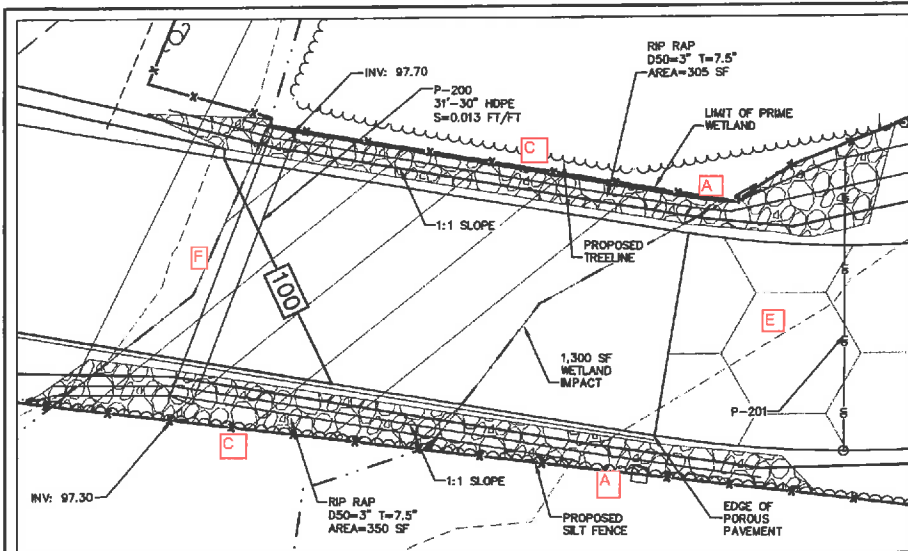 INV: 97.70
P-200
31'-30" HDPE
S=0.013 FT/FT
RIP RAP
D50=3" T=7.5"
AREA=305 SF
LIMIT OF PRIME
WETLAND
C
A
1:1 SLOPE
PROPOSED
TREELINE
F
100
E
1,300 SF
WETLAND
IMPACT
P-201
S
S
S
C
A
INV: 97.30
RIP RAP
D50=3" T=7.5"
AREA=350 SF
1:1 SLOPE
PROPOSED
SILT FENCE
EDGE OF
POROUS
PAVEMENT